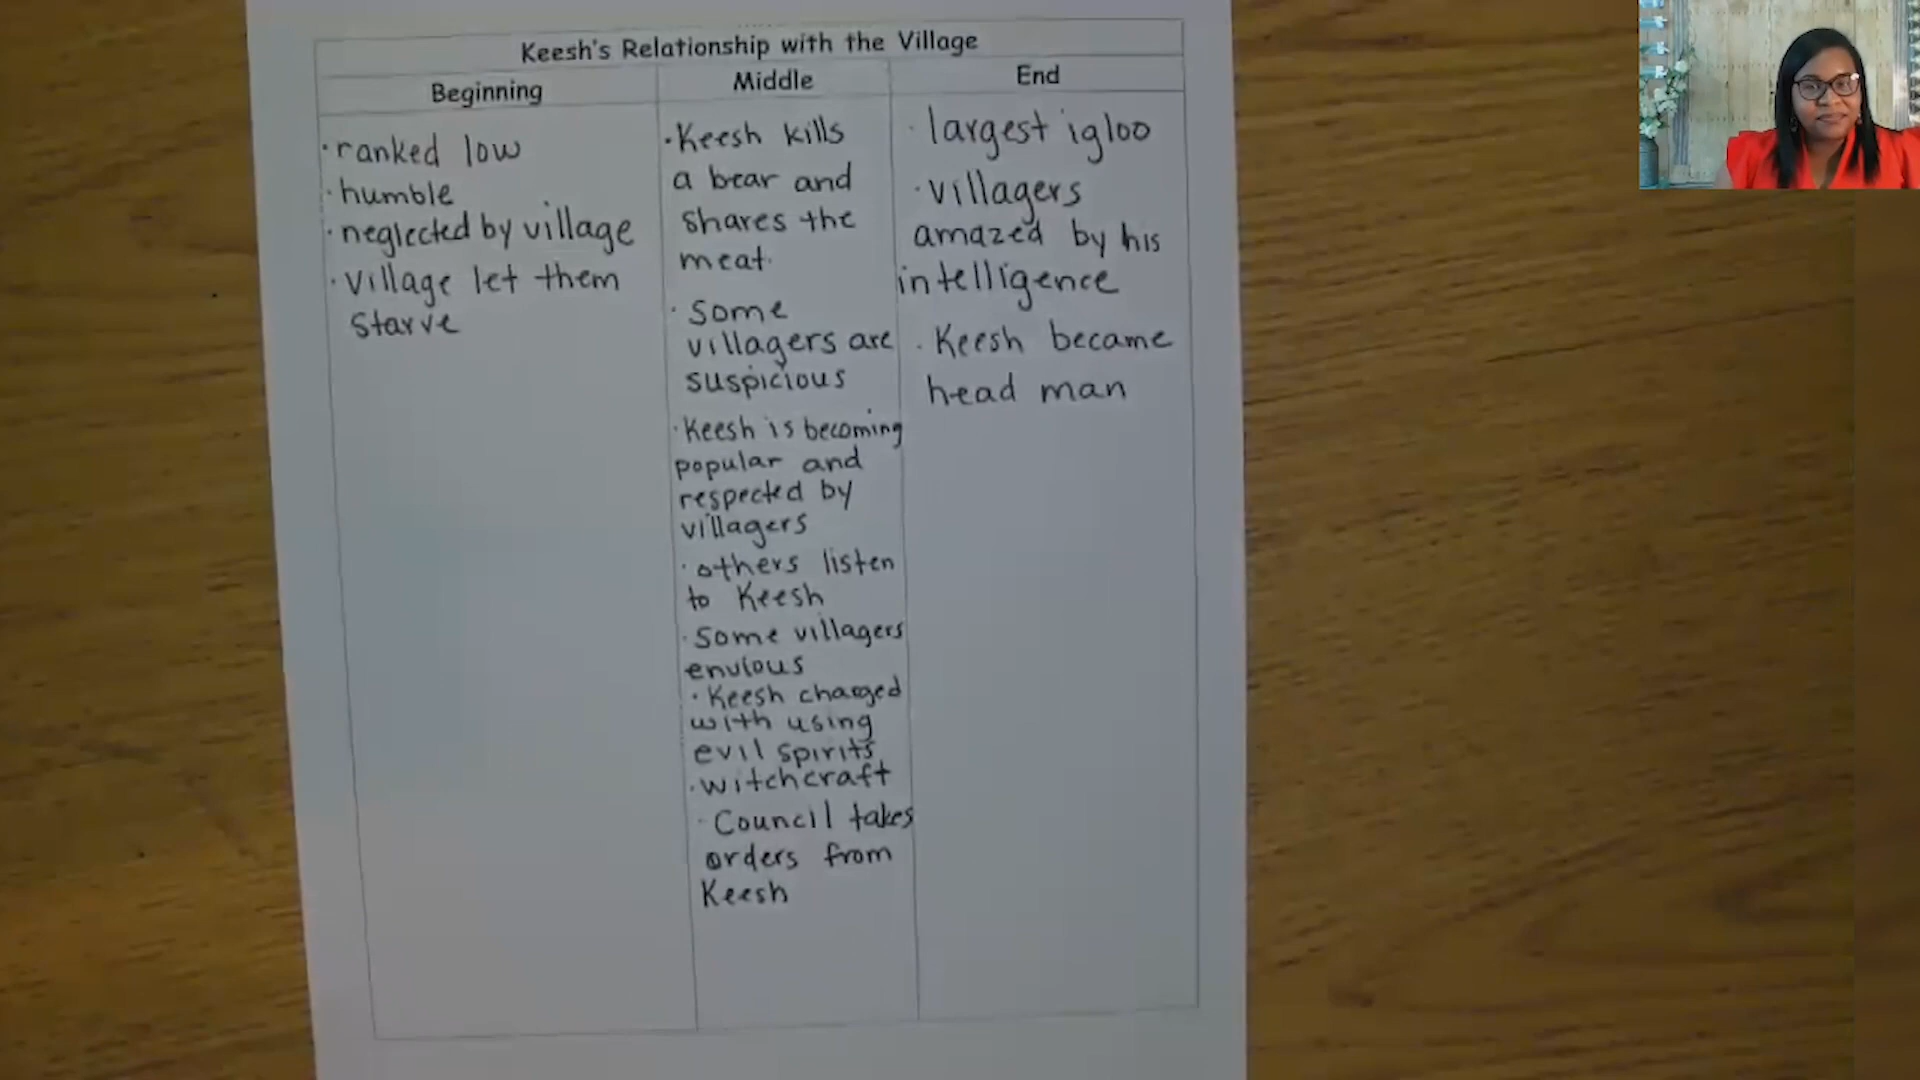 Keesh's Relationship with the Village
Beginning
· ranked low
· humble
· neglected by village
· village let them
starve
Middle
· Keesh kills
a bear and
shares the
meat.
· some
villagers are
suspicious
· Keesh is becoming
popular and
respected by
villagers
· others listen
to Keesh
· some villagers
envious
· Keesh charged
with using
evil spirits
· witchcraft
· Council takes
orders from
Keesh
End
· largest igloo
· villagers
amazed by his
intelligence
· Keesh became
head man